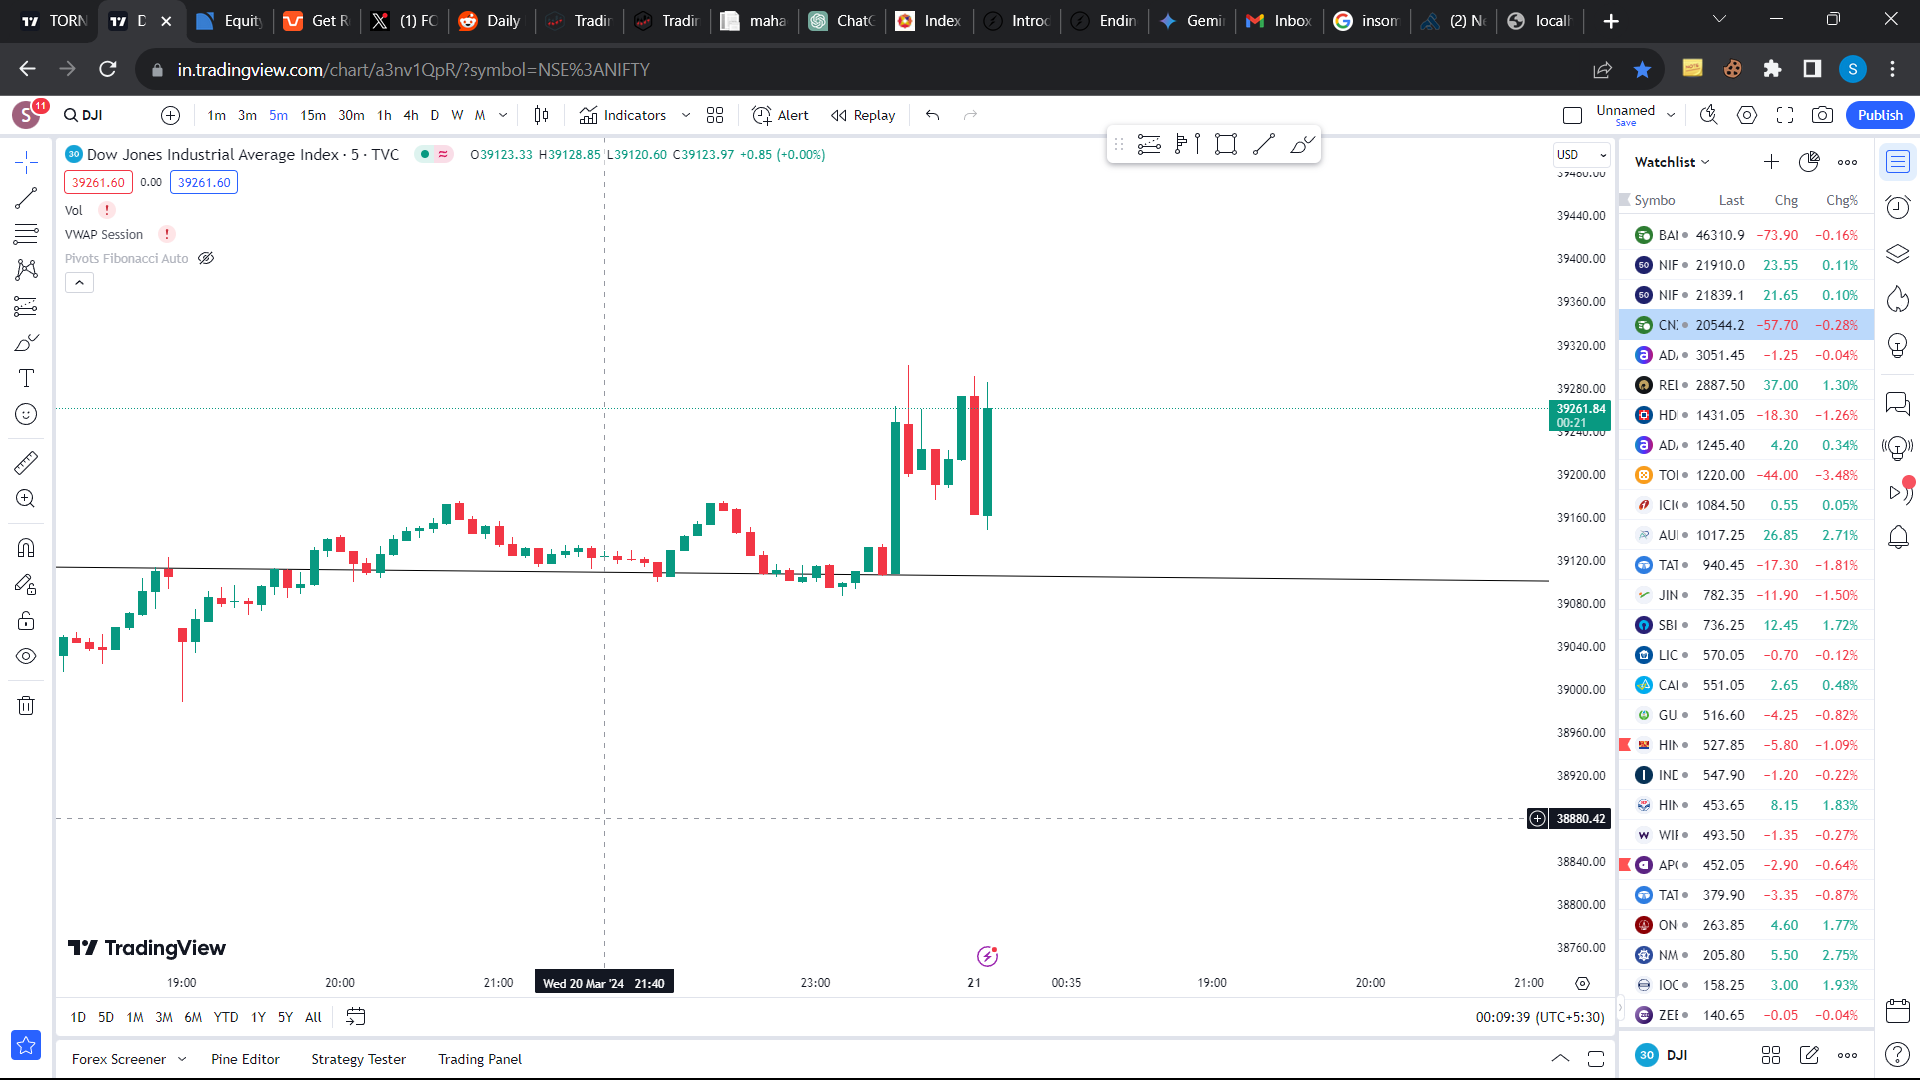 TORN
D
Equity
Get R
(1) FC
Daily
Tradin
Tradin
maha
ChatG
Index
Introd
Endin
Gemin
Inbox
insom
(2) Ne
localh
in.tradingview.com/chart/a3nv1QpR/?symbol=NSE%3ANIFTY
S
S 11
DJI
1m 3m 5m 15m 30m 1h 4h D W M
Indicators
Alert
Replay
Unnamed
Save
Publish
30 Dow Jones Industrial Average Index · 5 · TVC
O39123.33 H39128.85 L39120.60 C39123.97 +0.85 (+0.00%)
39261.60 0.00 39261.60
Vol !
VWAP Session !
Pivots Fibonacci Auto
USD
39480.00
39440.00
39400.00
39360.00
39320.00
39280.00
39261.84
00:21
39240.00
39200.00
39160.00
39120.00
39080.00
39040.00
39000.00
38960.00
38920.00
38880.42
38840.00
38800.00
38760.00
TradingView
19:00 20:00 21:00 Wed 20 Mar '24 21:40 23:00 21 00:35 19:00 20:00 21:00
1D 5D 1M 3M 6M YTD 1Y 5Y All
00:09:39 (UTC+5:30)
Forex Screener Pine Editor Strategy Tester Trading Panel
Watchlist
Symbo Last Chg Chg%
BAI 46310.9 −73.90 −0.16%
50 NIF 21910.0 23.55 0.11%
50 NIF 21839.1 21.65 0.10%
CN 20544.2 −57.70 −0.28%
a AD 3051.45 −1.25 −0.04%
REL 2887.50 37.00 1.30%
HD 1431.05 −18.30 −1.26%
a AD 1245.40 4.20 0.34%
TO 1220.00 −44.00 −3.48%
ICI 1084.50 0.55 0.05%
AU 1017.25 26.85 2.71%
TAT 940.45 −17.30 −1.81%
JIN 782.35 −11.90 −1.50%
SBI 736.25 12.45 1.72%
LIC 570.05 −0.70 −0.12%
CAI 551.05 2.65 0.48%
GU 516.60 −4.25 −0.82%
HIN 527.85 −5.80 −1.09%
IND 547.90 −1.20 −0.22%
HIN 453.65 8.15 1.83%
WIF 493.50 −1.35 −0.27%
AP 452.05 −2.90 −0.64%
TAT 379.90 −3.35 −0.87%
ON 263.85 4.60 1.77%
NM 205.80 5.50 2.75%
IOC 158.25 3.00 1.93%
ZEE 140.65 −0.05 −0.04%
30 DJI